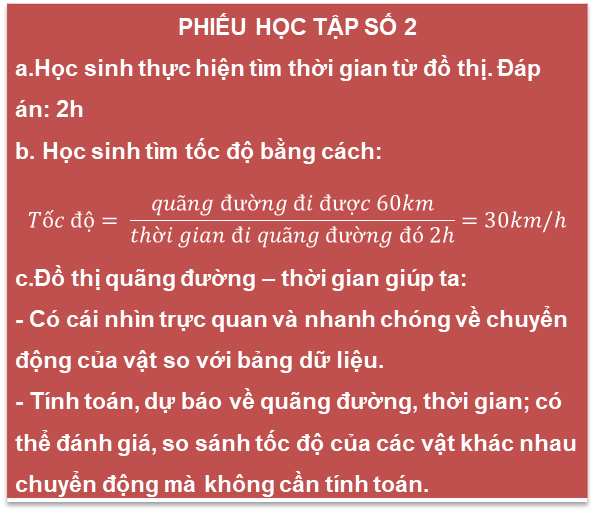 PHIẾU HỌC TẬP SỐ 2
a.Học sinh thực hiện tìm thời gian từ đồ thị. Đáp
án: 2h
b. Học sinh tìm tốc độ bằng cách:
Tốc độ = quãng đường đi được 60km / thời gian đi quãng đường đó 2h = 30km/h
c.Đồ thị quãng đường – thời gian giúp ta:
- Có cái nhìn trực quan và nhanh chóng về chuyển
động của vật so với bảng dữ liệu.
- Tính toán, dự báo về quãng đường, thời gian; có
thể đánh giá, so sánh tốc độ của các vật khác nhau
chuyển động mà không cần tính toán.